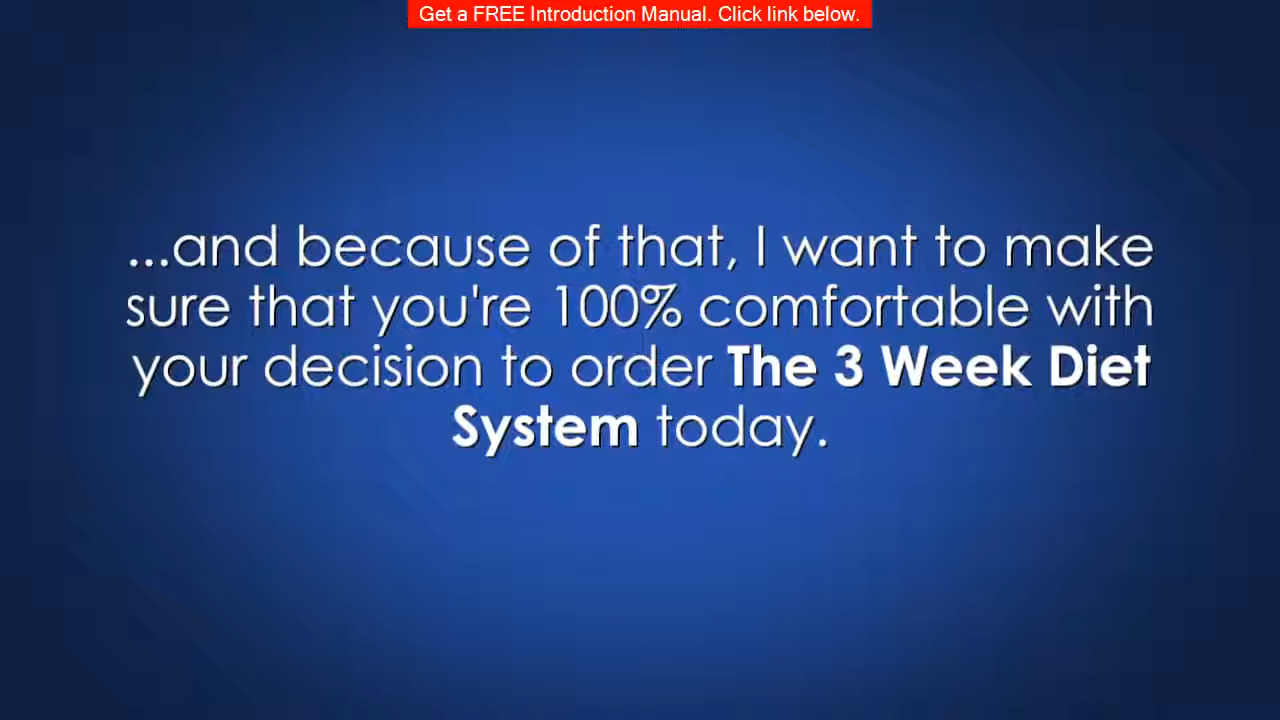 Get a FREE Introduction Manual. Click link below.
...and because of that, I want to make
sure that you're 100% comfortable with
your decision to order The 3 Week Diet
System today.